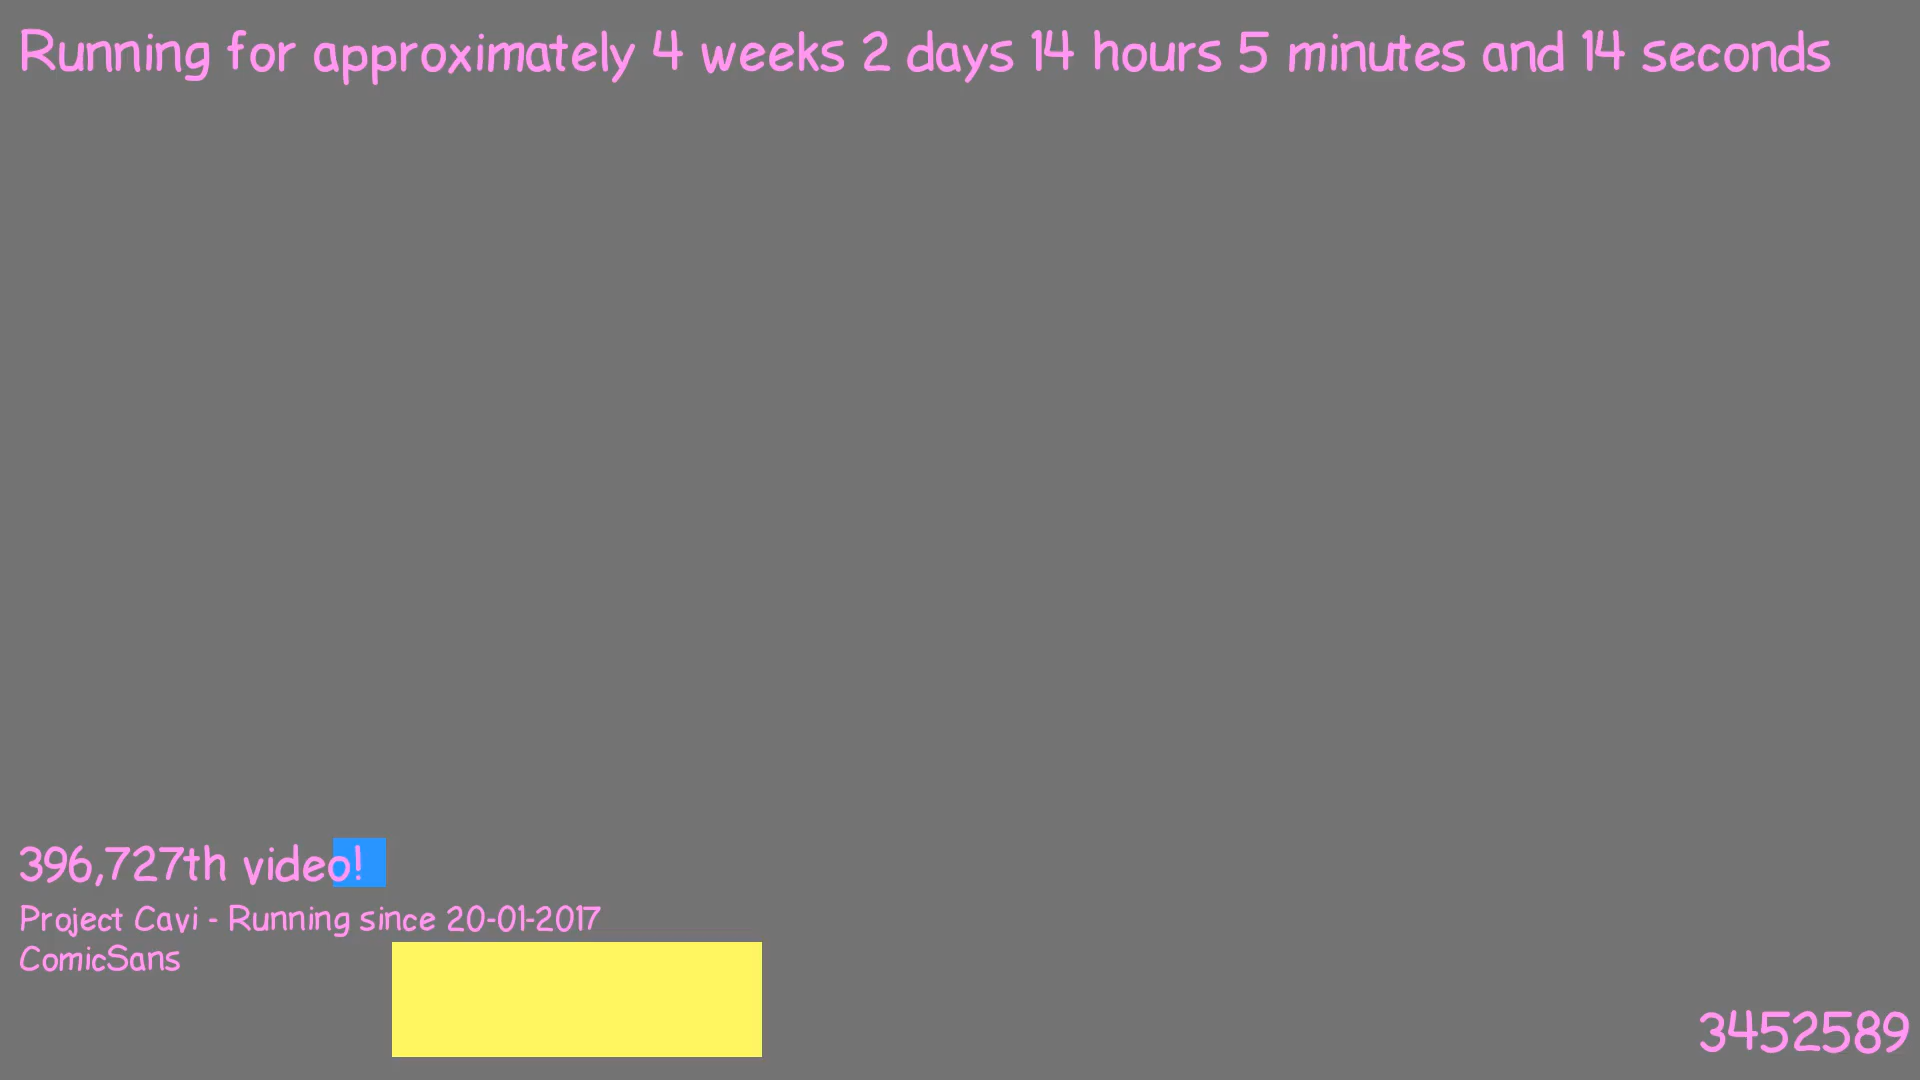 Running for approximately 4 weeks 2 days 14 hours 5 minutes and 14 seconds
396,727th video!
Project Cavi - Running since 20-01-2017
ComicSans
3452589